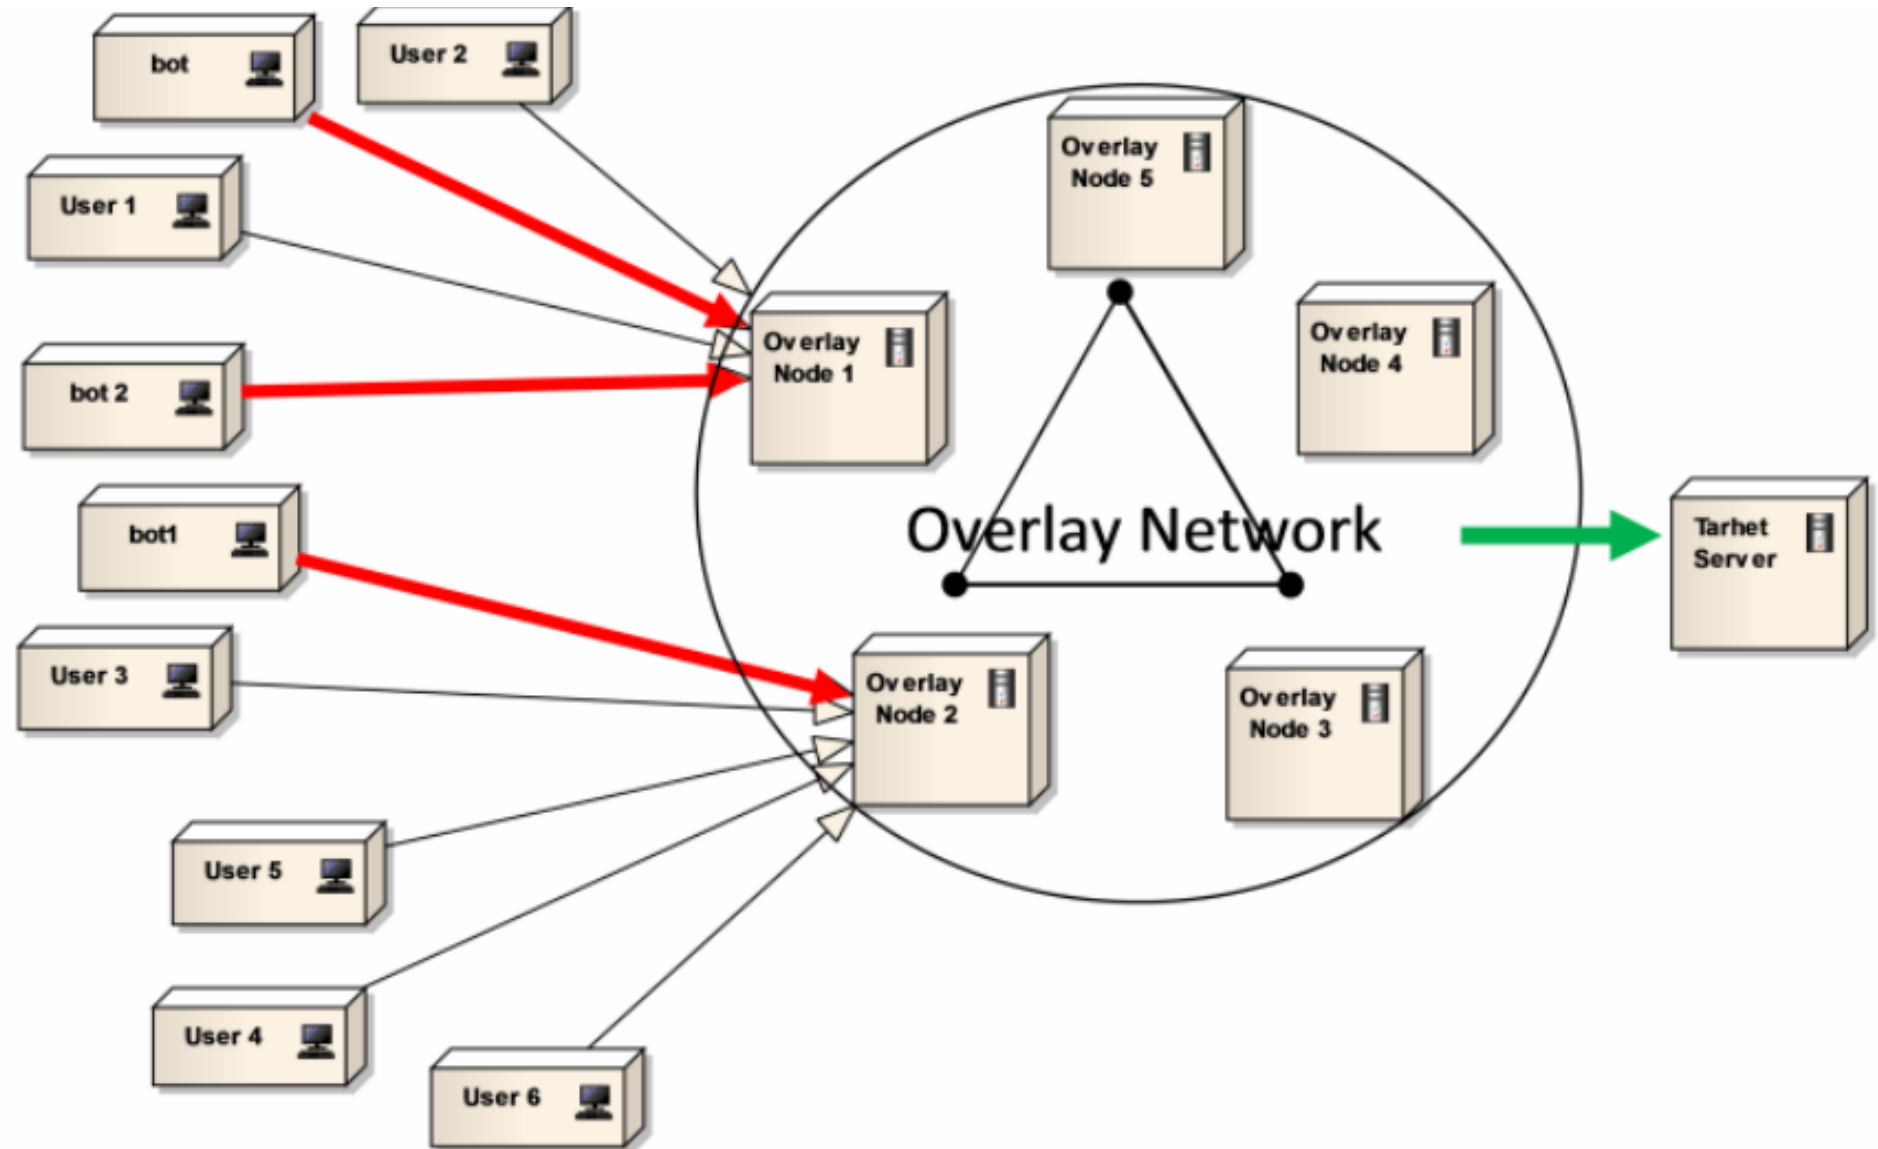 bot
User 2
Overlay
Node 5
User 1
Overlay
Node 1
Overlay
Node 4
bot 2
bot1
Overlay Network
Tarhet
Server
User 3
Overlay
Node 2
Overlay
Node 3
User 5
User 4
User 6